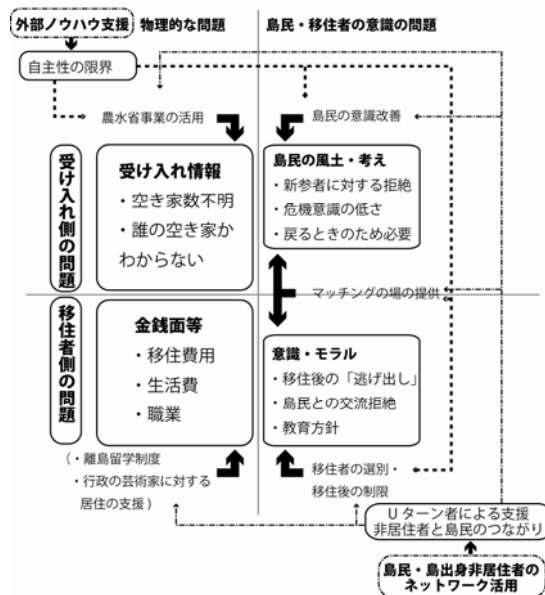 外部ノウハウ支援
物理的な問題
島民・移住者の意識の問題
自主性の限界
農水省事業の活用
島民の意識改善
受け入れ側の問題
受け入れ情報
・空き家数不明
・誰の空き家か
わからない
島民の風土・考え
・新参者に対する拒絶
・危機意識の低さ
・戻るときのため必要
マッチングの場の提供
移住者側の問題
金銭面等
・移住費用
・生活費
・職業
意識・モラル
・移住後の「逃げ出し」
・島民との交流拒絶
・教育方針
(・離島留学制度
・行政の芸術家に対する
居住の支援)
移住者の選別・
移住後の制限
Uターン者による支援
非居住者と島民のつながり
島民・島出身非居住者の
ネットワーク活用